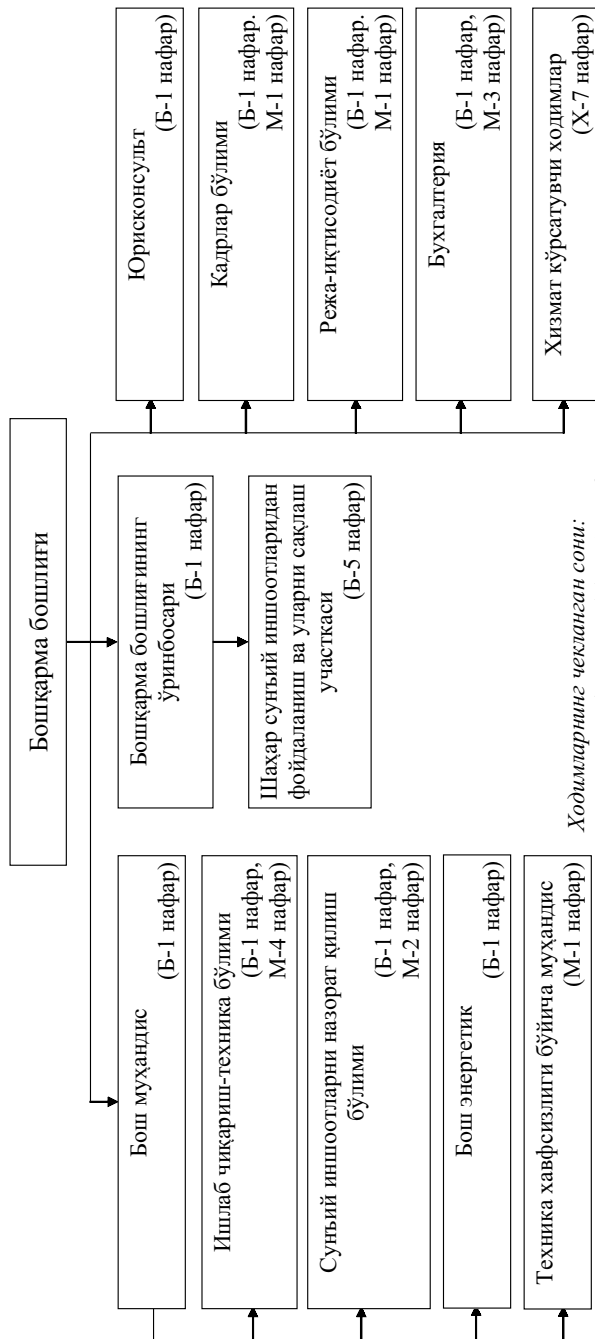 Бошқарма бошлиғи
Бош муҳандис
(Б-1 нафар)
Ишлаб чиқариш-техника бўлими
(Б-1 нафар,
М-4 нафар)
Сунъий иншоотларни назорат қилиш
бўлими
(Б-1 нафар,
М-2 нафар)
Бош энергетик
(Б-1 нафар)
Техника хавфсизлиги бўйича муҳандис
(М-1 нафар)
Бошқарма бошлиғининг
ўринбосари
(Б-1 нафар)
Шаҳар сунъий иншоотларидан
фойдаланиш ва уларни сақлаш
участкаси
(Б-5 нафар)
Юрисконсульт
(Б-1 нафар)
Кадрлар бўлими
(Б-1 нафар.
М-1 нафар)
Режа-иқтисодиёт бўлими
(Б-1 нафар.
М-1 нафар)
Бухгалтерия
(Б-1 нафар,
М-3 нафар)
Хизмат кўрсатувчи ходимлар
(Х-7 нафар)
Ходимларнинг чекланган сони: